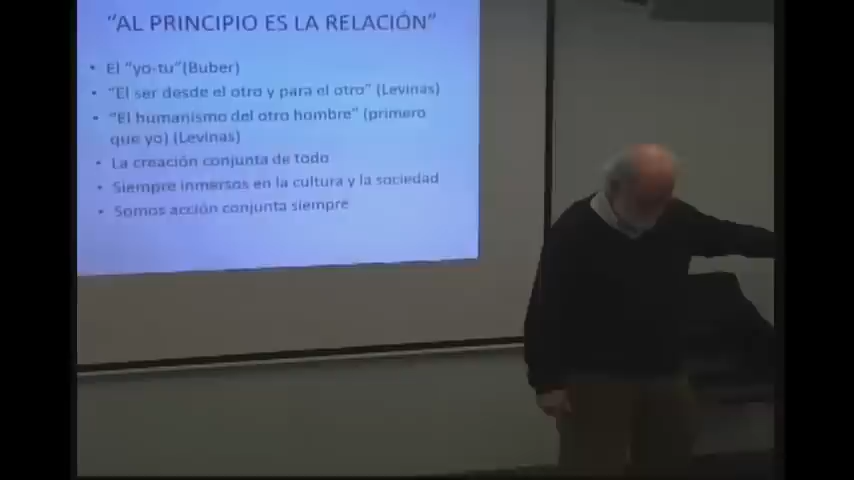 “AL PRINCIPIO ES LA RELACIÓN”
• El “yo-tu”(Buber)
• “El ser desde el otro y para el otro” (Levinas)
• “El humanismo del otro hombre” (primero
que yo) (Levinas)
• La creación conjunta de todo
• Siempre inmersos en la cultura y la sociedad
• Somos acción conjunta siempre